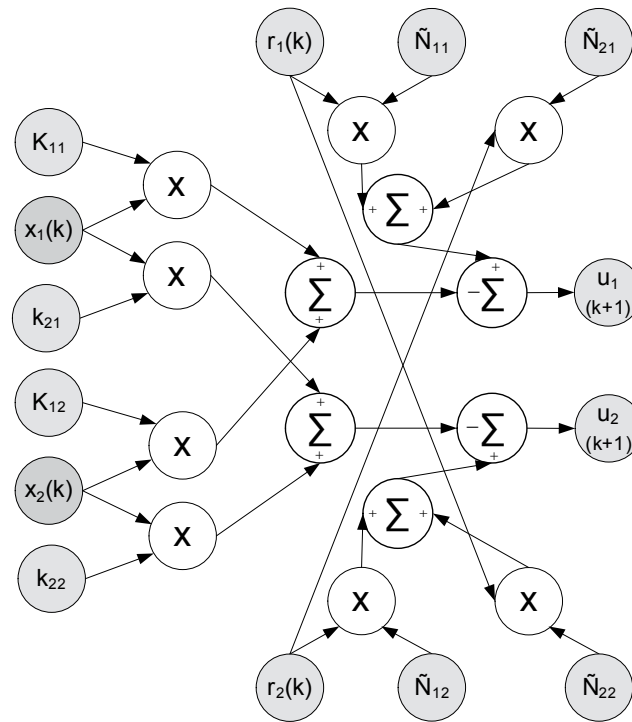 r₁(k)
Ñ₁₁
Ñ₂₁
K₁₁
x
x
x
x₁(k)
+ Σ +
x
k₂₁
+
Σ
+
+
−Σ
u₁
(k+1)
K₁₂
x
+
Σ
+
−Σ
+
u₂
(k+1)
x₂(k)
x
+ Σ +
k₂₂
x
x
r₂(k)
Ñ₁₂
Ñ₂₂